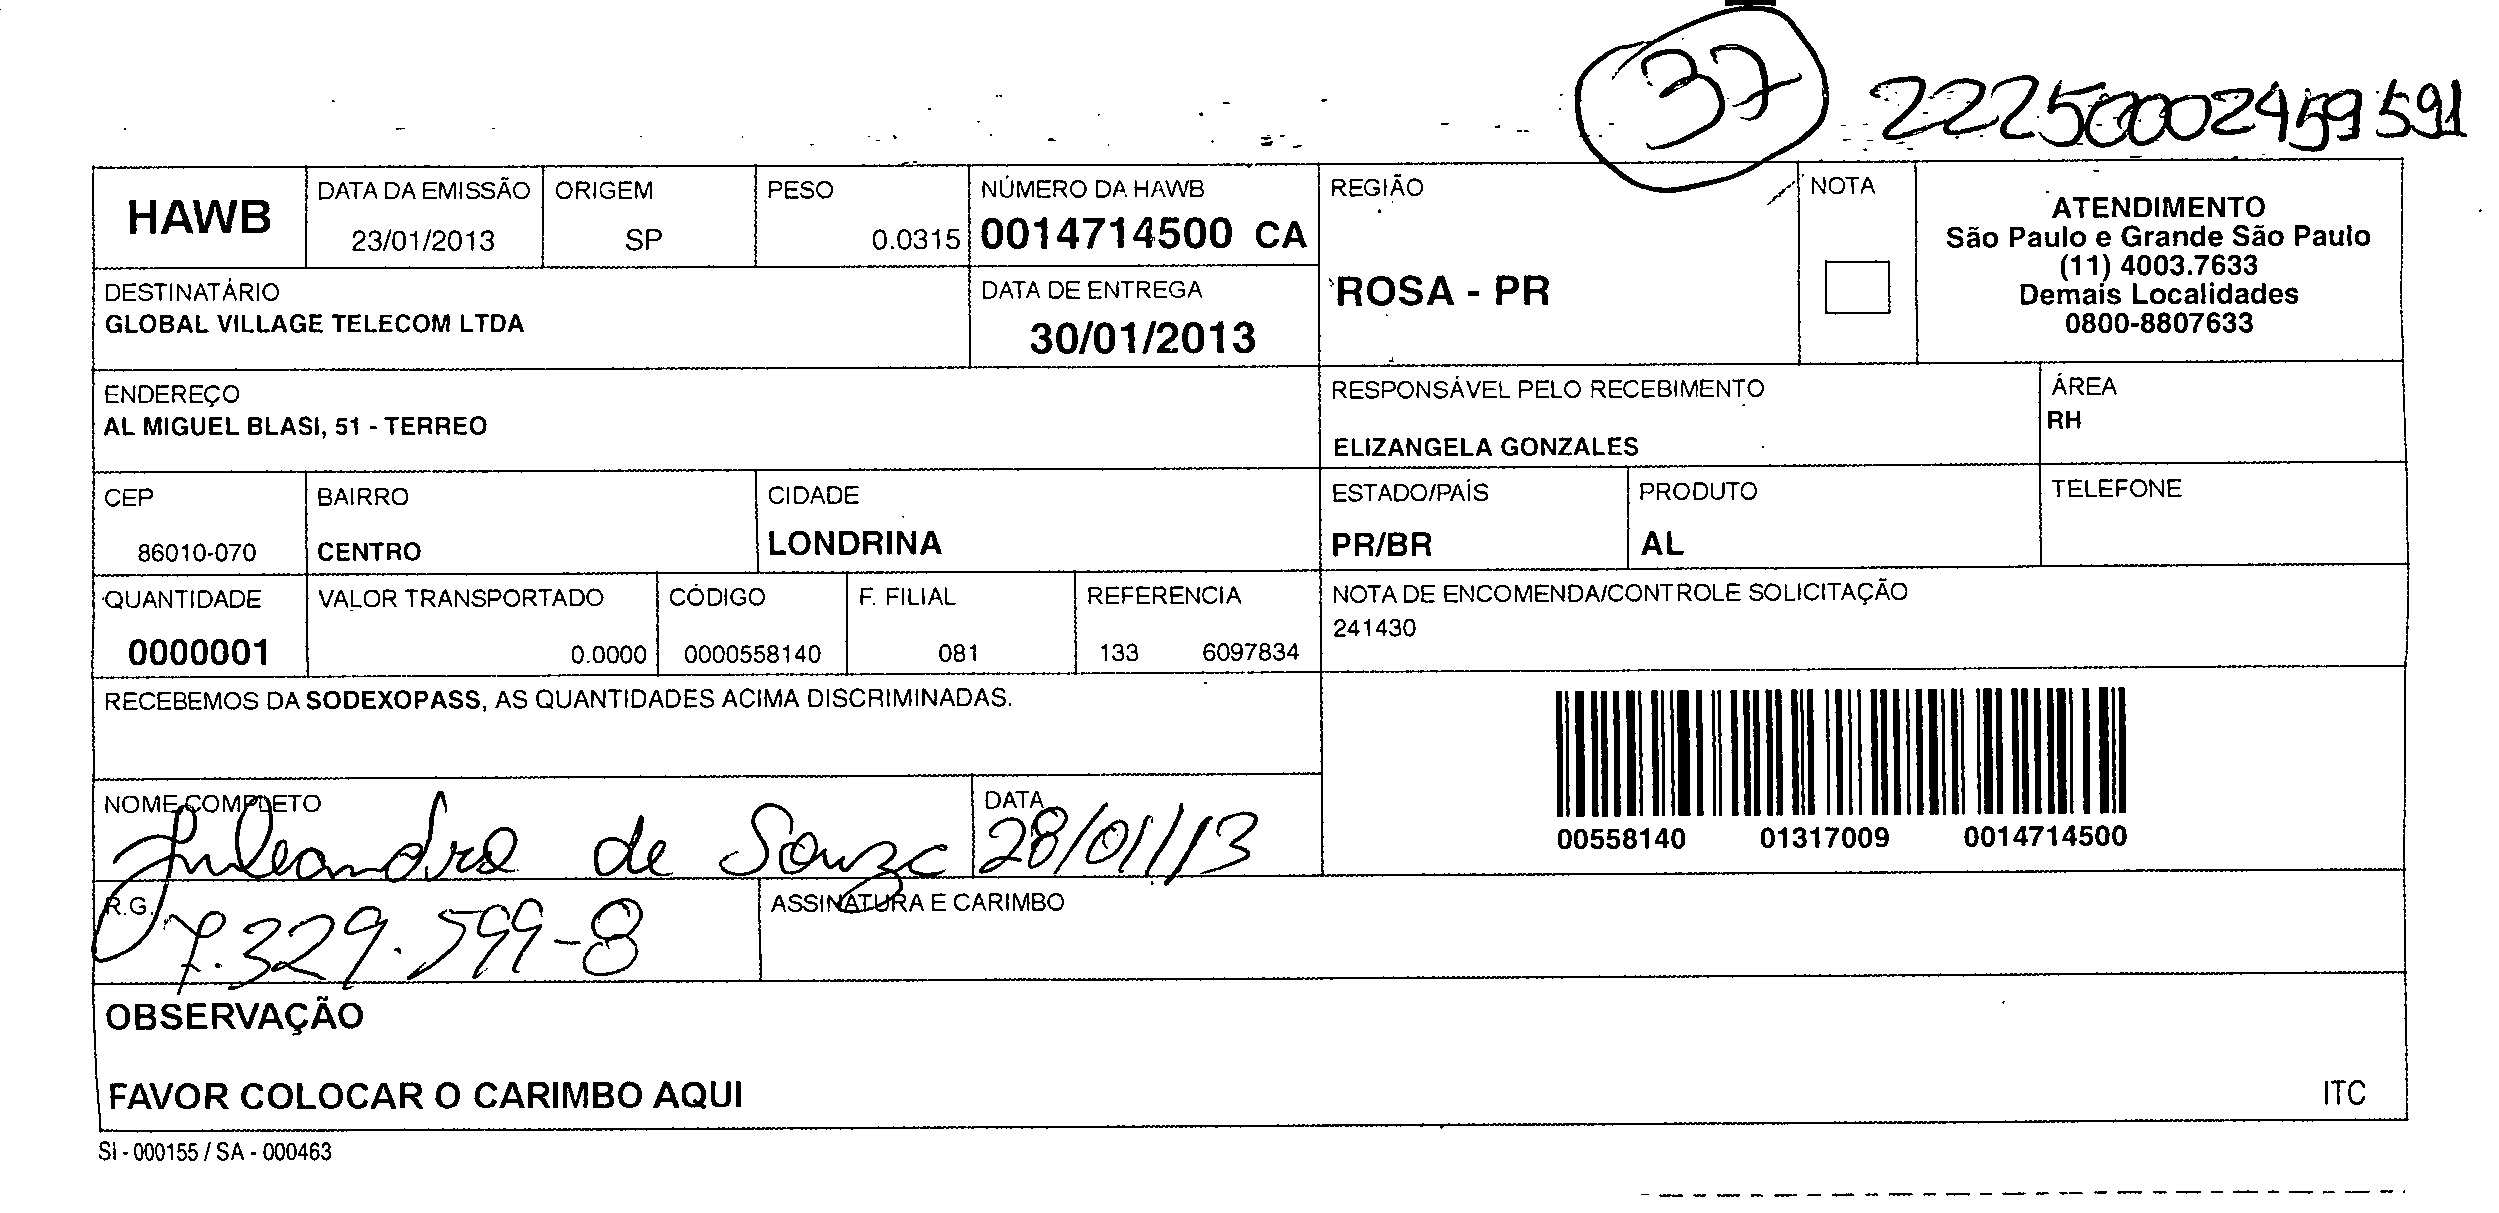 37 22250002459591
HAWB
DATA DA EMISSÃO
23/01/2013
ORIGEM
SP
PESO
0.0315
NÚMERO DA HAWB
0014714500 CA
REGIÃO
ROSA - PR
NOTA
ATENDIMENTO
São Paulo e Grande São Paulo
(11) 4003.7633
Demais Localidades
0800-8807633
DESTINATÁRIO
GLOBAL VILLAGE TELECOM LTDA
DATA DE ENTREGA
30/01/2013
ENDEREÇO
AL MIGUEL BLASI, 51 - TERREO
RESPONSÁVEL PELO RECEBIMENTO
ELIZANGELA GONZALES
ÁREA
RH
CEP
86010-070
BAIRRO
CENTRO
CIDADE
LONDRINA
ESTADO/PAÍS
PR/BR
PRODUTO
AL
TELEFONE
QUANTIDADE
0000001
VALOR TRANSPORTADO
0.0000
CÓDIGO
0000558140
F. FILIAL
081
REFERENCIA
133 6097834
NOTA DE ENCOMENDA/CONTROLE SOLICITAÇÃO
241430
RECEBEMOS DA SODEXOPASS, AS QUANTIDADES ACIMA DISCRIMINADAS.
00558140 01317009 0014714500
NOME COMPLETO
de Souza
DATA
28/01/13
R.G.
7.329.599-8
ASSINATURA E CARIMBO
OBSERVAÇÃO
FAVOR COLOCAR O CARIMBO AQUI
ITC
SI - 000155 / SA - 000463